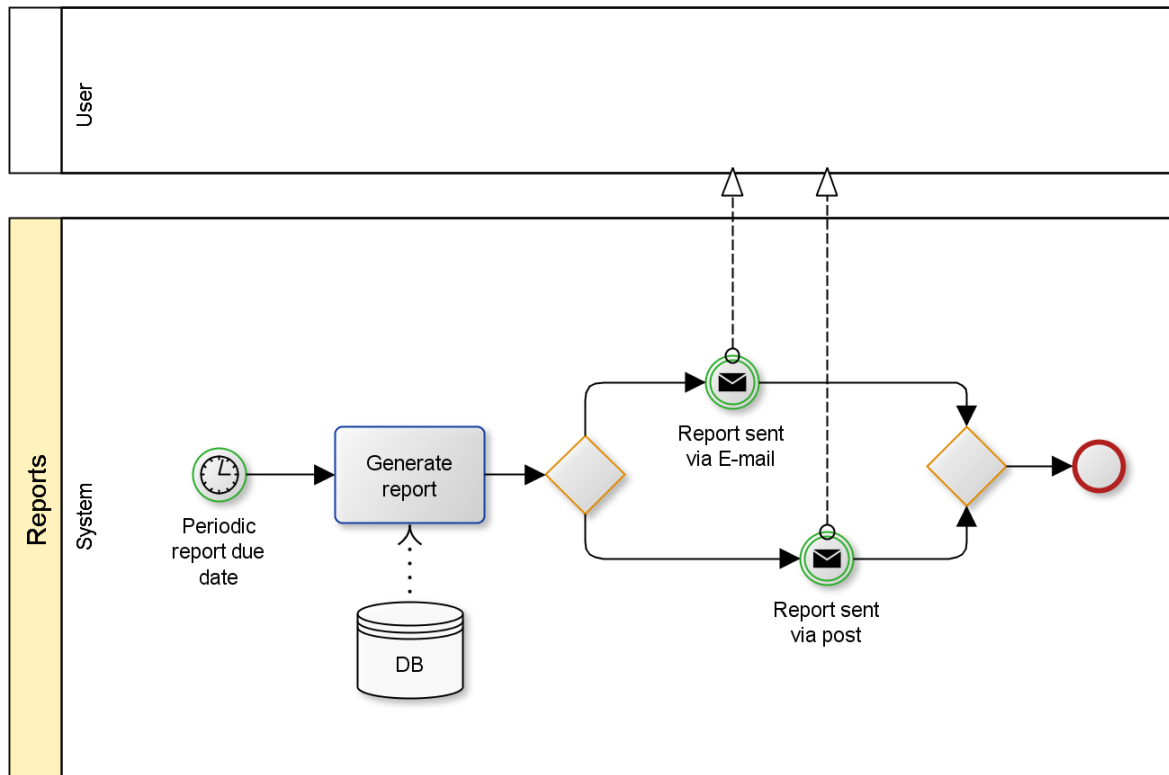 User
Reports
System
Periodic
report due
date
Generate
report
DB
Report sent
via E-mail
Report sent
via post